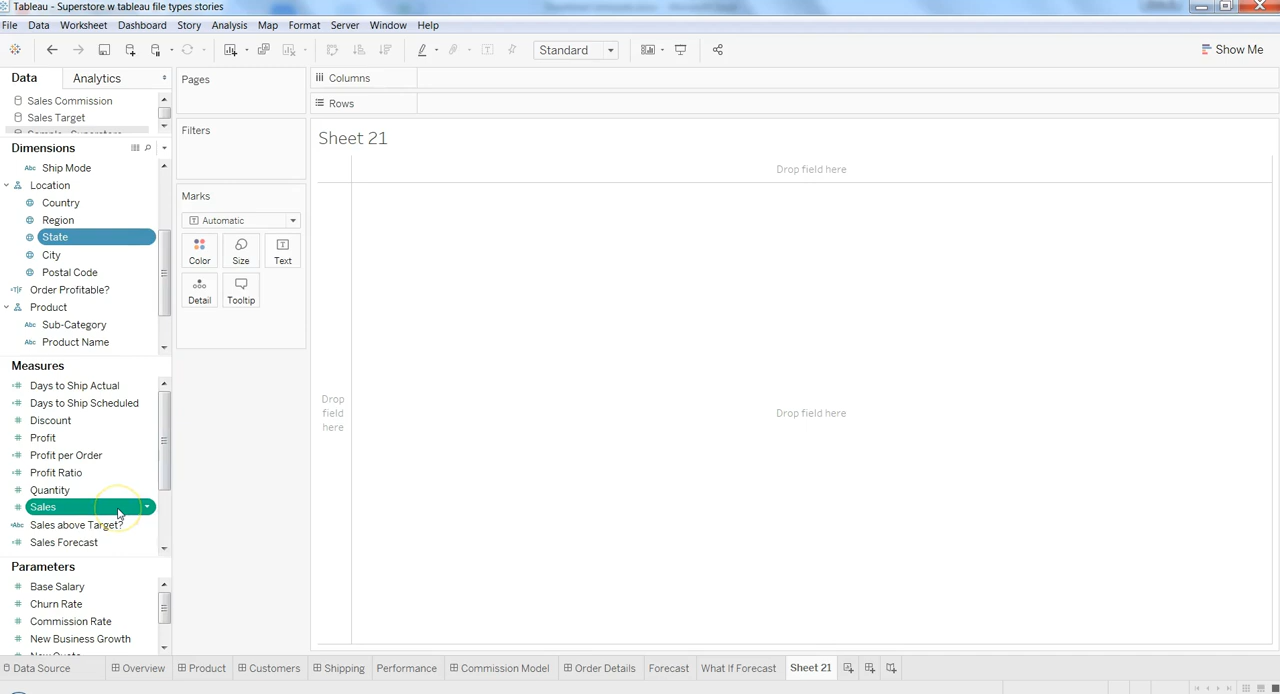 Tableau - Superstore w tableau file types stories
File Data Worksheet Dashboard Story Analysis Map Format Server Window Help
Standard
Show Me
Data Analytics
Sales Commission
Sales Target
Dimensions
Abc Ship Mode
Location
Country
Region
State
City
Postal Code
Order Profitable?
Product
Abc Sub-Category
Abc Product Name
Measures
Days to Ship Actual
Days to Ship Scheduled
Discount
Profit
Profit per Order
Profit Ratio
Quantity
Sales
Abc Sales above Target?
Sales Forecast
Parameters
Base Salary
Churn Rate
Commission Rate
New Business Growth
Pages
Filters
Marks
Automatic
Color Size Text
Detail Tooltip
Columns
Rows
Sheet 21
Drop field here
Drop
field
here
Drop field here
Data Source Overview Product Customers Shipping Performance Commission Model Order Details Forecast What If Forecast Sheet 21